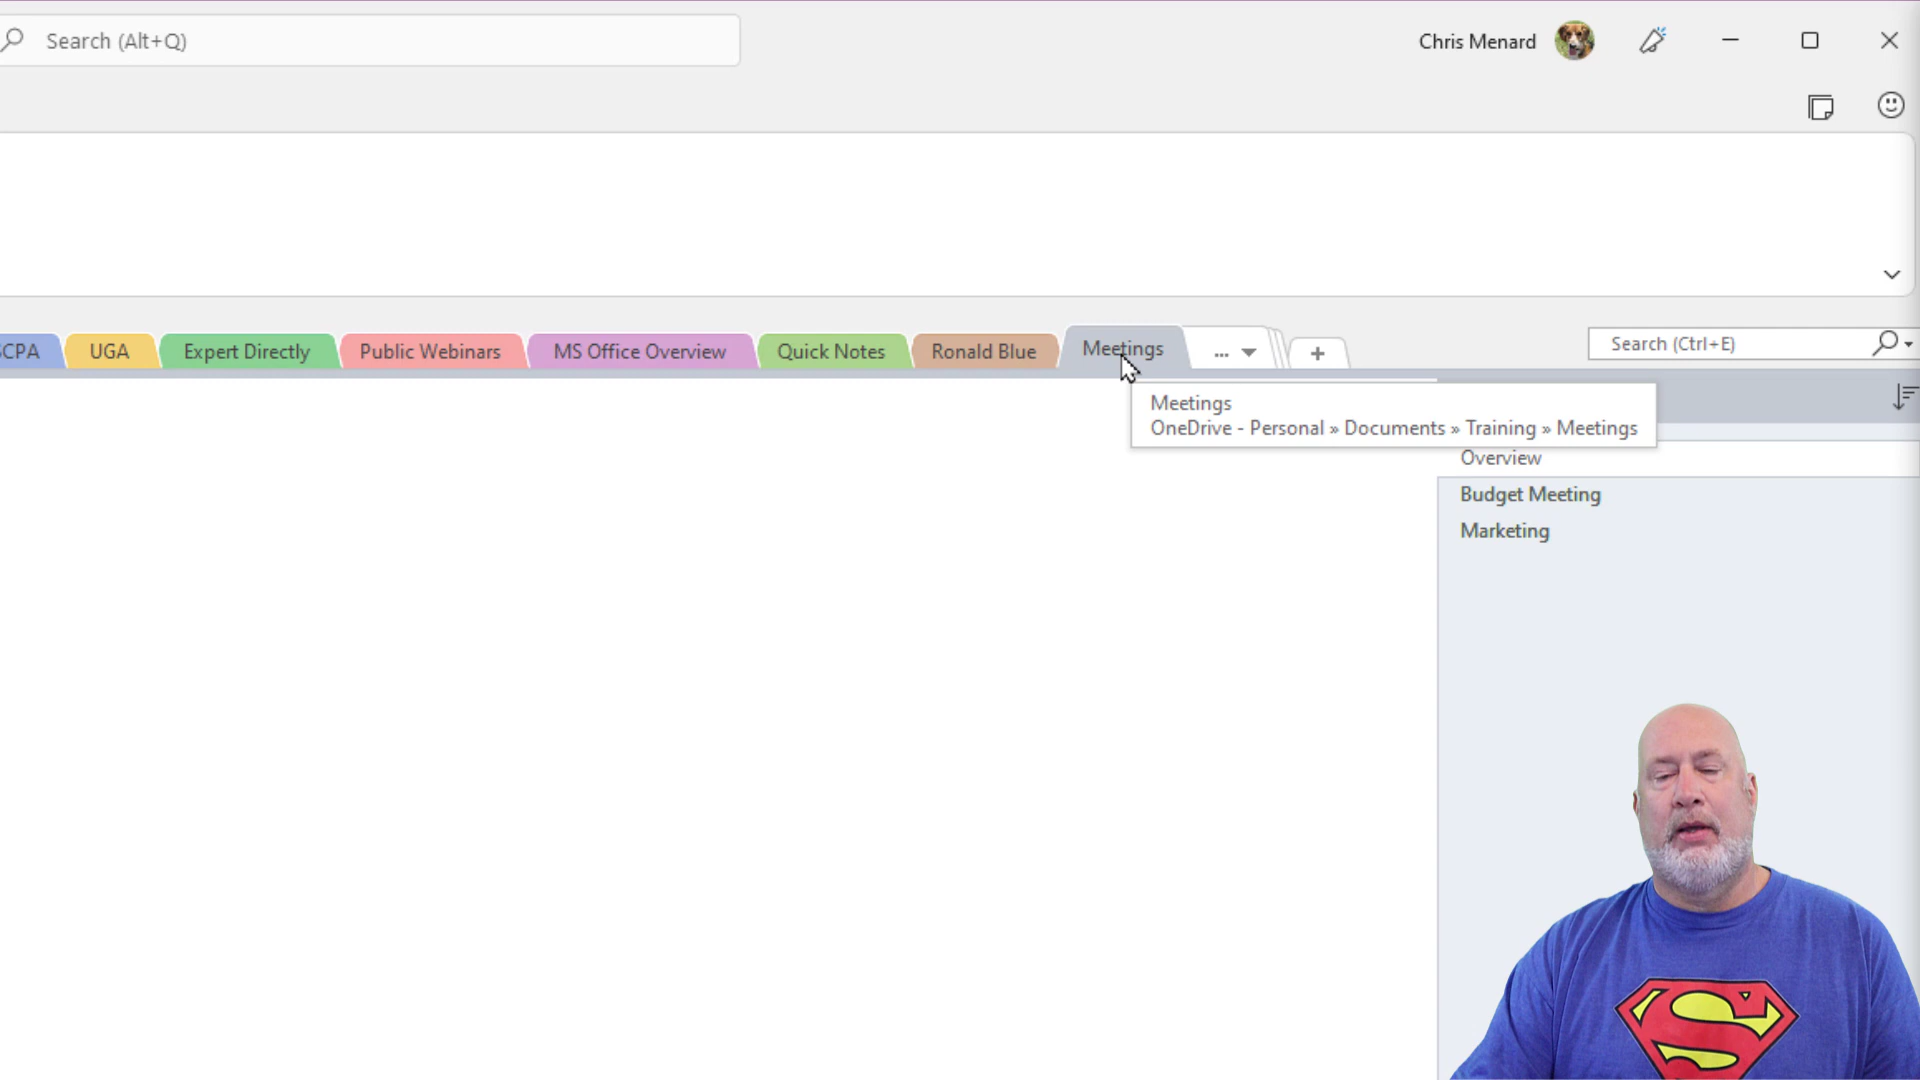 Search (Alt+Q)
Chris Menard
UGA
Expert Directly
Public Webinars
MS Office Overview
Quick Notes
Ronald Blue
Meetings
...
+
Search (Ctrl+E)
Meetings
OneDrive - Personal » Documents » Training » Meetings
Overview
Budget Meeting
Marketing
S